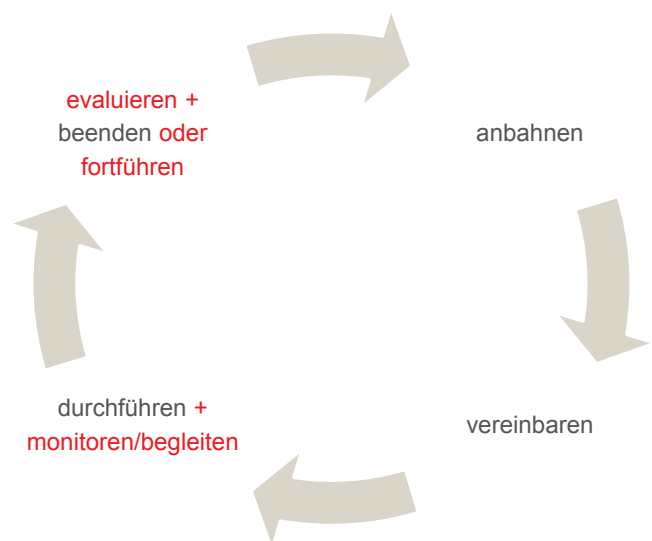 evaluieren +
beenden oder
fortführen
anbahnen
durchführen +
monitoren/begleiten
vereinbaren